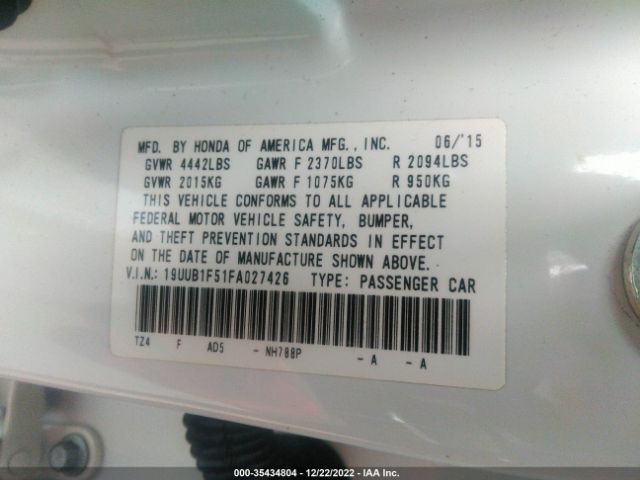 MFD. BY HONDA OF AMERICA MFG., INC. 06/'15
GVWR 4442LBS GAWR F 2370LBS R 2094LBS
GVWR 2015KG GAWR F 1075KG R 950KG
THIS VEHICLE CONFORMS TO ALL APPLICABLE
FEDERAL MOTOR VEHICLE SAFETY, BUMPER,
AND THEFT PREVENTION STANDARDS IN EFFECT
ON THE DATE OF MANUFACTURE SHOWN ABOVE.
V.I.N.: 19UUB1F51FA027426 TYPE: PASSENGER CAR
TZ4 F AD5 - NH788P - A - A
000-35434804 - 12/22/2022 - IAA Inc.